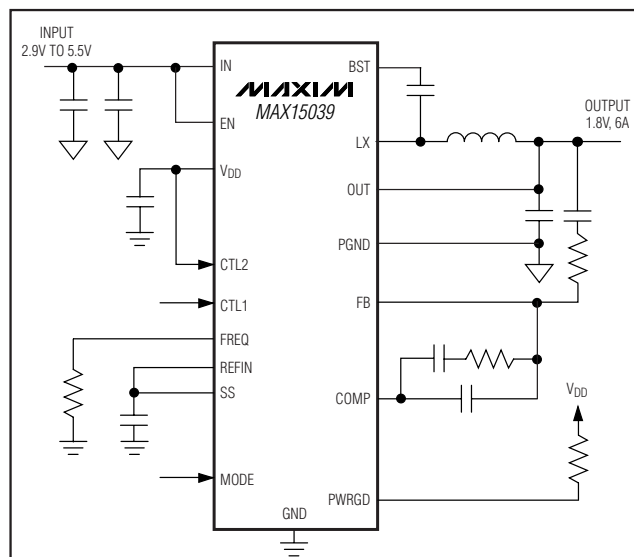 INPUT
2.9V TO 5.5V
IN
EN
VDD
CTL2
CTL1
FREQ
REFIN
SS
MODE
MAXIM
MAX15039
GND
BST
LX
OUT
PGND
FB
COMP
PWRGD
OUTPUT
1.8V, 6A
VDD